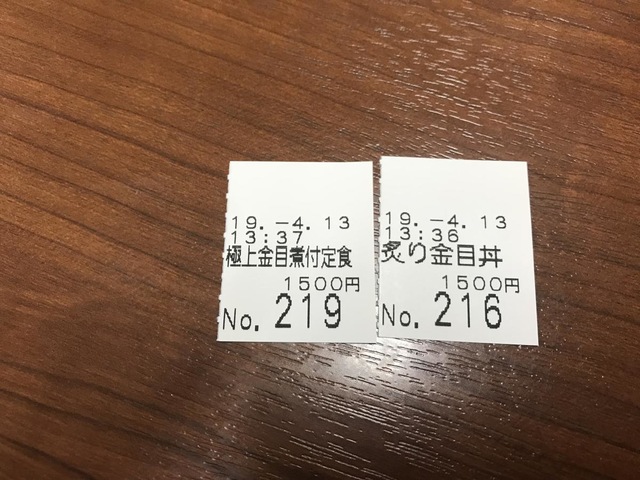 19.-4.13
13:37
極上金目煮付定食
1500円
No.219
19.-4.13
13:36
炙り金目丼
1500円
No.216